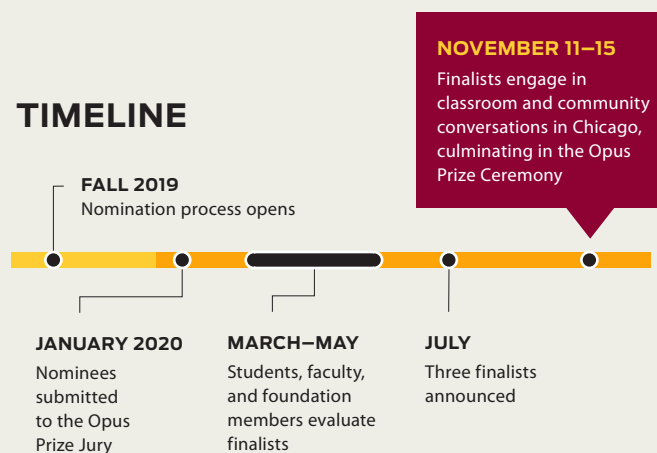 TIMELINE
FALL 2019
Nomination process opens
NOVEMBER 11–15
Finalists engage in
classroom and community
conversations in Chicago,
culminating in the Opus
Prize Ceremony
JANUARY 2020
Nominees
submitted
to the Opus
Prize Jury
MARCH–MAY
Students, faculty,
and foundation
members evaluate
finalists
JULY
Three finalists
announced